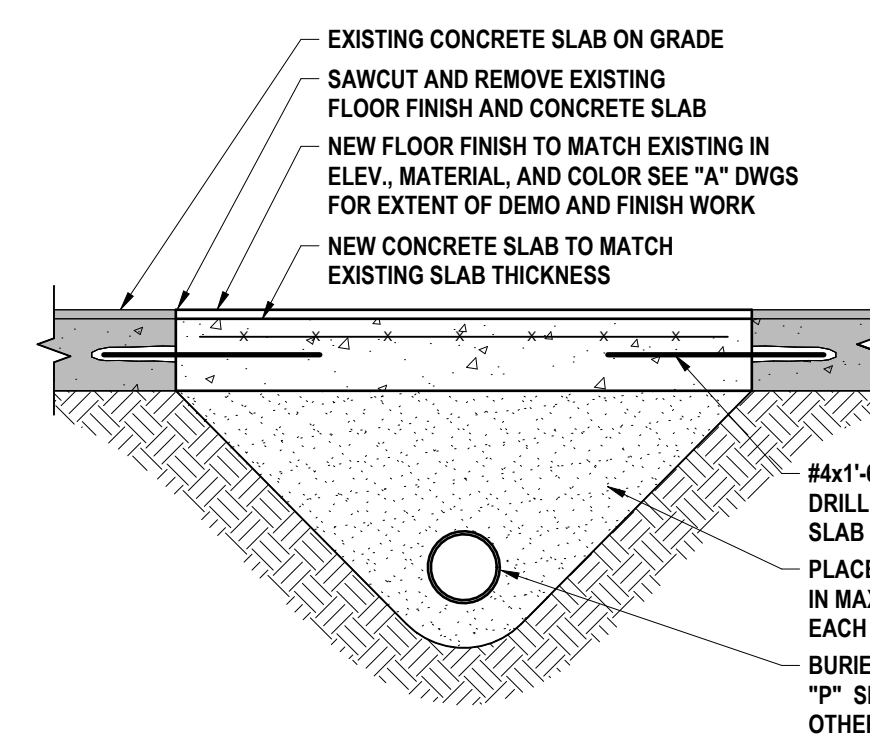 EXISTING CONCRETE SLAB ON GRADE
SAWCUT AND REMOVE EXISTING
FLOOR FINISH AND CONCRETE SLAB
NEW FLOOR FINISH TO MATCH EXISTING IN
ELEV., MATERIAL, AND COLOR SEE "A" DWGS
FOR EXTENT OF DEMO AND FINISH WORK
NEW CONCRETE SLAB TO MATCH
EXISTING SLAB THICKNESS
DRILL
SLAB
PLACE
IN
EACH
"P"